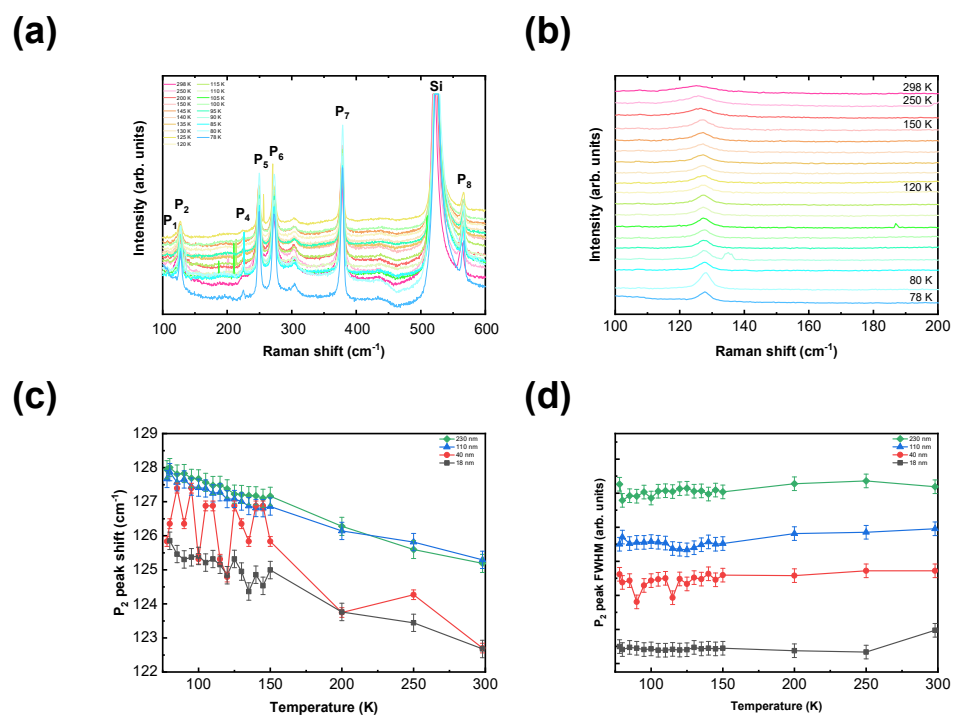 (a)
298 K 115 K
250 K 110 K
200 K 105 K
150 K 100 K
145 K 95 K
140 K 90 K
135 K 85 K
130 K 80 K
125 K 78 K
120 K
P1
P2
P4
P5
P6
P7
Si
P8
Intensity (arb. units)
100 200 300 400 500 600
Raman shift (cm-1)
(b)
298 K
250 K
150 K
120 K
80 K
78 K
Intensity (arb. units)
100 120 140 160 180 200
Raman shift (cm-1)
(c)
230 nm
110 nm
40 nm
18 nm
129
128
127
126
125
124
123
122
P2 peak shift (cm-1)
100 150 200 250 300
Temperature (K)
(d)
230 nm
110 nm
40 nm
18 nm
P2 peak FWHM (arb. units)
100 150 200 250 300
Temperature (K)